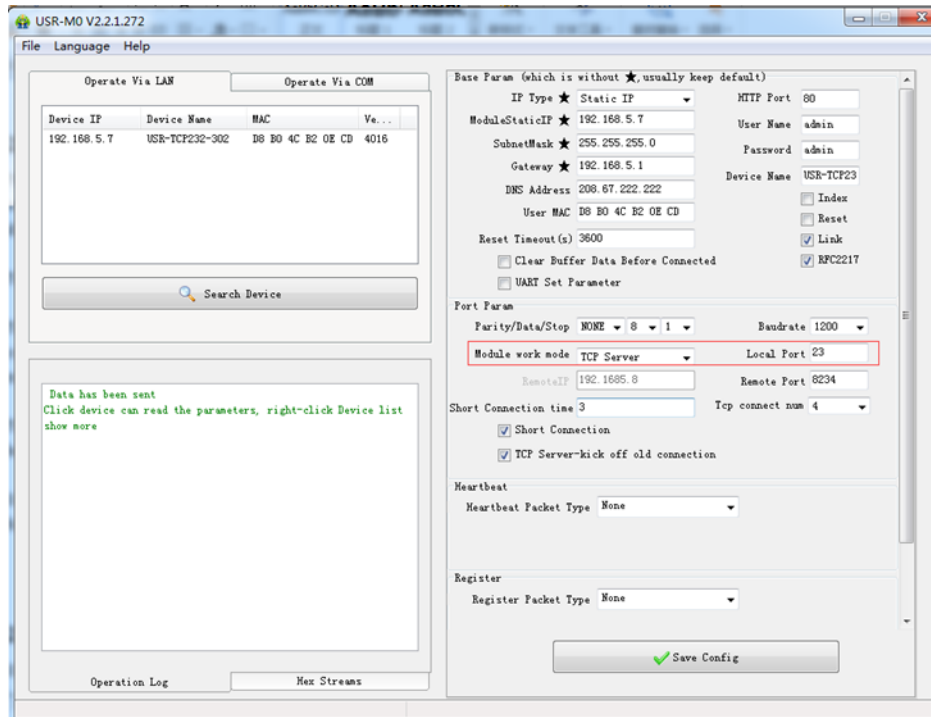 USR-M0 V2.2.1.272
File Language Help
Operate Via LAN
Operate Via COM
Device IP Device Name MAC Ve...
192.168.5.7 USR-TCP232-302 D8 B0 4C B2 0E CD 4016
Search Device
Data has been sent
Click device can read the parameters, right-click Device list
show more
Operation Log
Hex Streams
Base Param (which is without ★,usually keep default)
IP Type ★ Static IP
HTTP Port 80
ModuleStaticIP ★ 192.168.5.7
User Name admin
SubnetMask ★ 255.255.255.0
Password admin
Gateway ★ 192.168.5.1
Device Name USR-TCP23
DNS Address 208.67.222.222
Index
User MAC D8 B0 4C B2 0E CD
Reset
Reset Timeout(s) 3600
Link
Clear Buffer Data Before Connected
RFC2217
UART Set Parameter
Port Param
Parity/Data/Stop NONE 8 1
Baudrate 1200
Module work mode TCP Server
Local Port 23
RemoteIP 192.1685.8
Remote Port 8234
Short Connection time 3
Tcp connect num 4
Short Connection
TCP Server-kick off old connection
Heartbeat
Heartbeat Packet Type None
Register
Register Packet Type None
Save Config